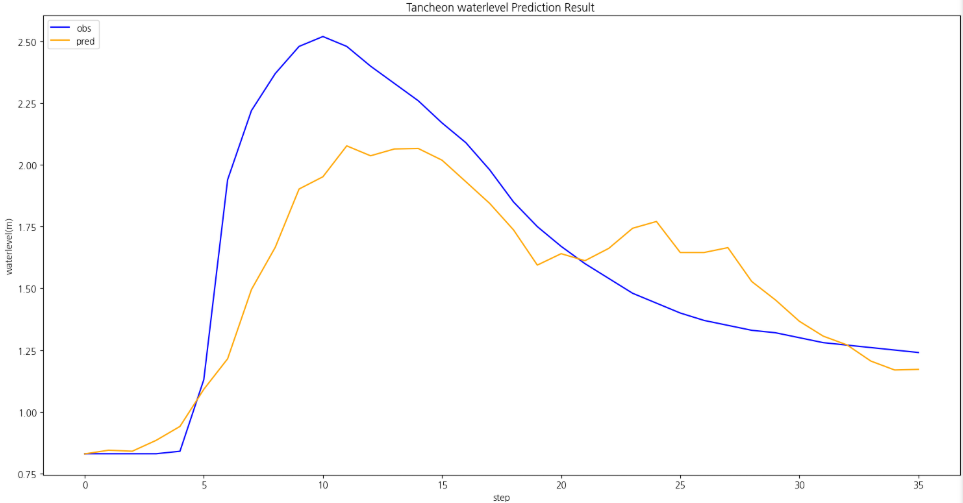 Tancheon waterlevel Prediction Result
obs
pred
2.50
2.25
2.00
1.75
1.50
1.25
1.00
0.75
waterlevel(m)
0 5 10 15 20 25 30 35
step